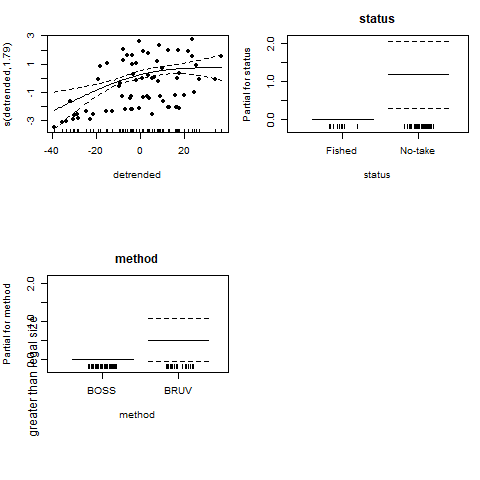 s(detrended,1.79)
3
1
-1
-3
-40
-20
0
20
detrended
status
Partial for status
2.0
1.0
0.0
Fished
No-take
status
method
Partial for method
2.0
greater than legal size
BOSS
BRUV
method